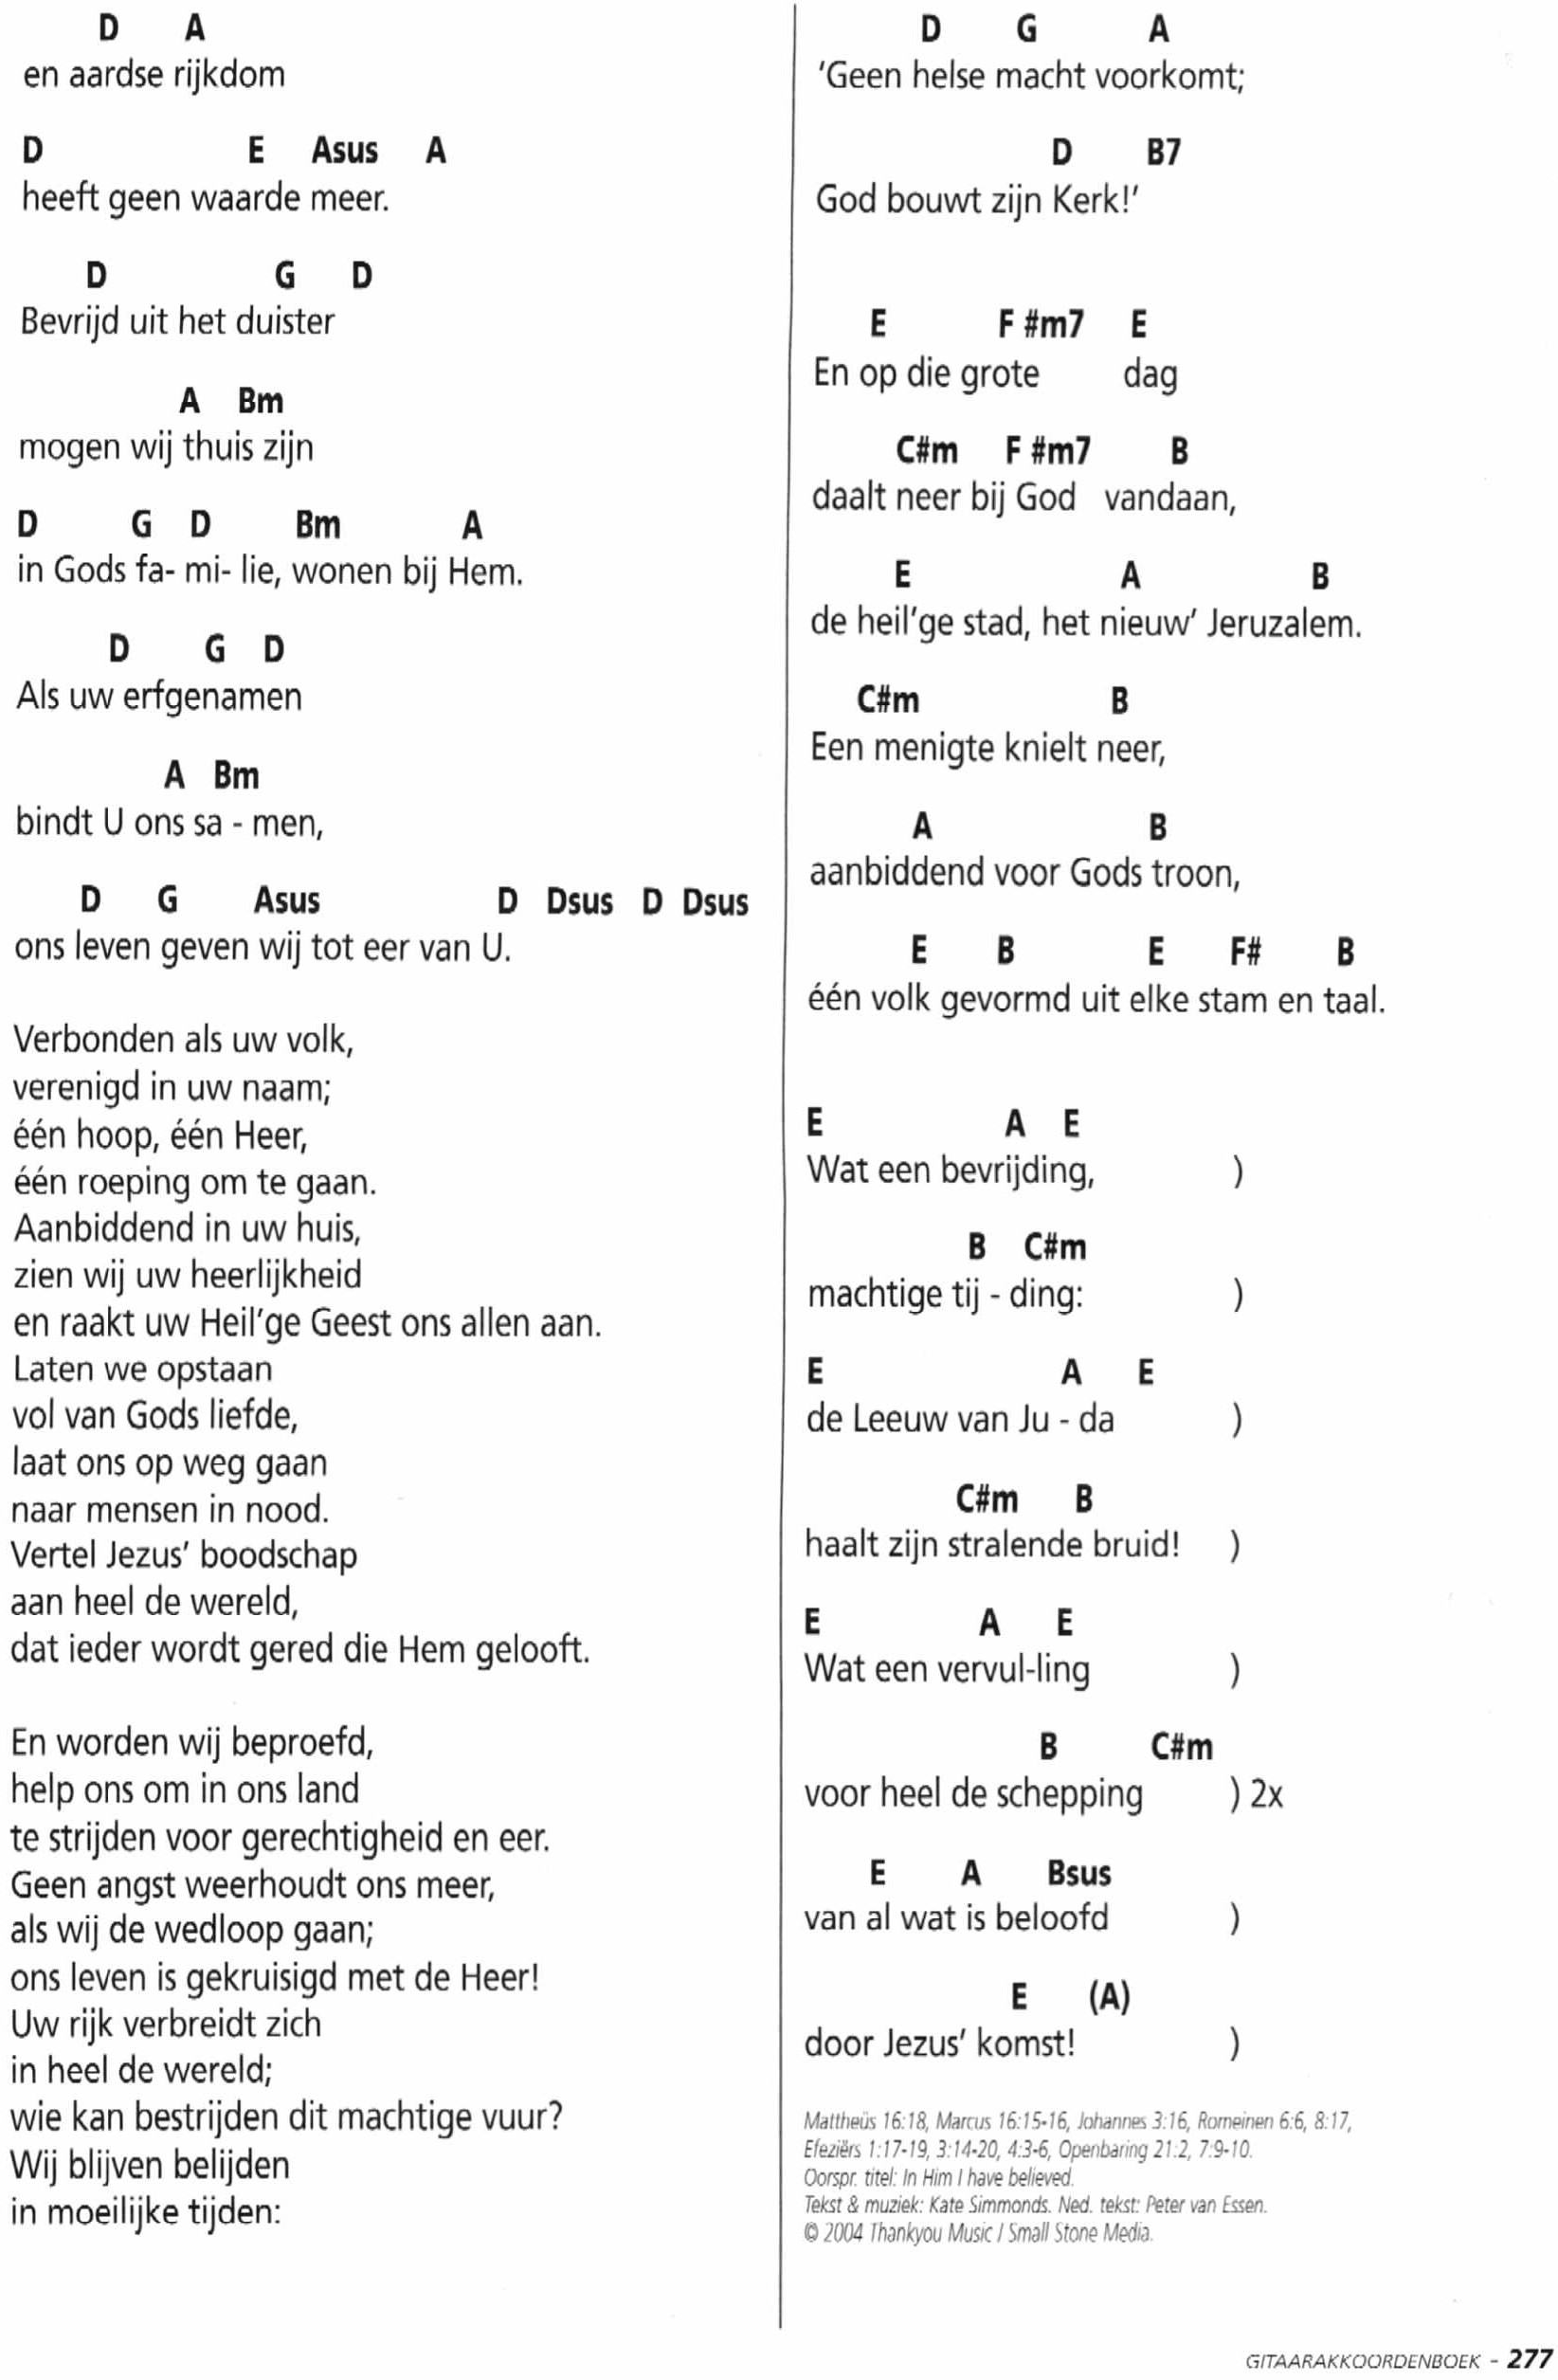 D A
en aardse rijkdom
D E Asus A
heeft geen waarde meer.
D G D
Bevrijd uit het duister
A Bm
mogen wij thuis zijn
D G D Bm A
in Gods fa- mi- lie, wonen bij Hem.
D G D
Als uw erfgenamen
A Bm
bindt U ons sa - men,
D G Asus D Dsus D Dsus
ons leven geven wij tot eer van U.
Verbonden als uw volk,
verenigd in uw naam;
één hoop, één Heer,
één roeping om te gaan.
Aanbiddend in uw huis,
zien wij uw heerlijkheid
en raakt uw Heil’ge Geest ons allen aan.
Laten we opstaan
vol van Gods liefde,
laat ons op weg gaan
naar mensen in nood.
Vertel Jezus’ boodschap
aan heel de wereld,
dat ieder wordt gered die Hem gelooft.
En worden wij beproefd,
help ons om in ons land
te strijden voor gerechtigheid en eer.
Geen angst weerhoudt ons meer,
als wij de wedloop gaan;
ons leven is gekruisigd met de Heer!
Uw rijk verbreidt zich
in heel de wereld;
wie kan bestrijden dit machtige vuur?
Wij blijven belijden
in moeilijke tijden:
D G A
‘Geen helse macht voorkomt;
D B7
God bouwt zijn Kerk!’
E F #m7 E
En op die grote dag
C#m F #m7 B
daalt neer bij God vandaan,
E A B
de heil’ge stad, het nieuw’ Jeruzalem.
C#m B
Een menigte knielt neer,
A B
aanbiddend voor Gods troon,
E B E F# B
één volk gevormd uit elke stam en taal.
E A E
Wat een bevrijding, )
B C#m
machtige tij - ding: )
E A E
de Leeuw van Ju - da )
C#m B
haalt zijn stralende bruid! )
E A E
Wat een vervul-ling )
B C#m
voor heel de schepping ) 2x
E A Bsus
van al wat is beloofd )
E (A)
door Jezus’ komst! )
Mattheüs 16:18, Marcus 16:15-16, Johannes 3:16, Romeinen 6:6, 8:17,
Efeziërs 1:17-19, 3:14-20, 4:3-6, Openbaring 21:2, 7:9-10.
Oorspr. titel: In Him I have believed.
Tekst & muziek: Kate Simmonds. Ned. tekst: Peter van Essen.
© 2004 Thankyou Music / Small Stone Media.
GITAARAKKOORDENBOEK - 277